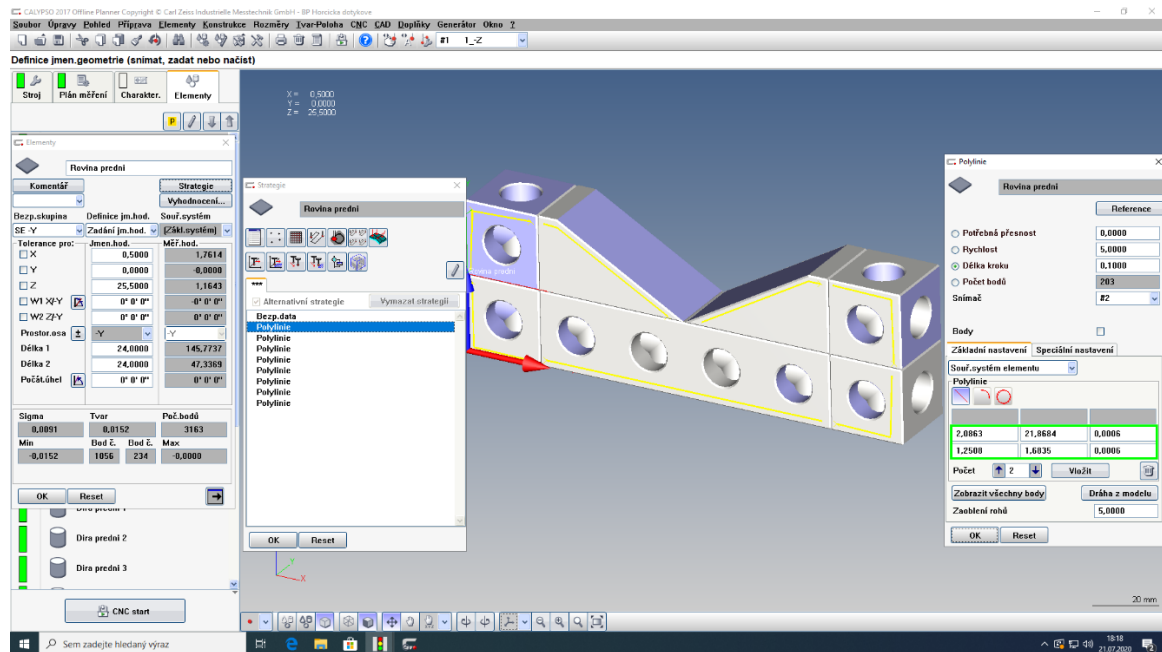 CALYPSO 2017 Offline Planner Copyright © Carl Zeiss Industrielle Messtechnik GmbH - BP Horcicka dotykove
Soubor Úpravy Pohled Příprava Elementy Konstrukce Rozměry Tvar-Poloha CNC CAD Doplňky Generátor Okno ?
#1 1_-Z
Definice jmen.geometrie (snímat, zadat nebo načíst)
Stroj Plán měření Charakter. Elementy
X = 0,5000
Y = 0,0000
Z = 25,5000
Elementy
Rovina predni
Komentář Strategie
Vyhodnocení...
Bezp.skupina Definice jm.hod. Souř.systém
SE -Y Zadání jm.hod. [Zákl.systém]
Tolerance pro: Jmen.hod. Měř.hod.
X 0,5000 1,7614
Y 0,0000 -0,0000
Z 25,5000 1,1643
W1 X/-Y 0° 0' 0" -0° 0' 0"
W2 Z/-Y 0° 0' 0" 0° 0' 0"
Prostor.osa ± -Y -Y
Délka 1 24,0000 145,7737
Délka 2 24,0000 47,3369
Počát.úhel 0° 0' 0" 0° 0' 0"
Sigma Tvar Poč.bodů
0,0091 0,0152 3163
Min Bod č. Bod č. Max
-0,0152 1056 234 -0,0000
OK Reset
Dira predni 1
Dira predni 2
Dira predni 3
CNC start
Strategie
Rovina predni
***
Alternativní strategie Vymazat strategii
Bezp.data
Polylinie
Polylinie
Polylinie
Polylinie
Polylinie
Polylinie
Polylinie
Polylinie
OK Reset
Rovina predni
Y
X
20 mm
Polylinie
Rovina predni
Reference
Potřebná přesnost 0,0000
Rychlost 5,0000
Délka kroku 0,1000
Počet bodů 203
Snímač #2
Body
Základní nastavení Speciální nastavení
Souř.systém elementu
Polylinie
2,0863 21,8684 0,0006
1,2508 1,6835 0,0006
Počet 2 Vložit
Zobrazit všechny body Dráha z modelu
Zaoblení rohů 5,0000
OK Reset
Sem zadejte hledaný výraz
18:18
21.07.2020